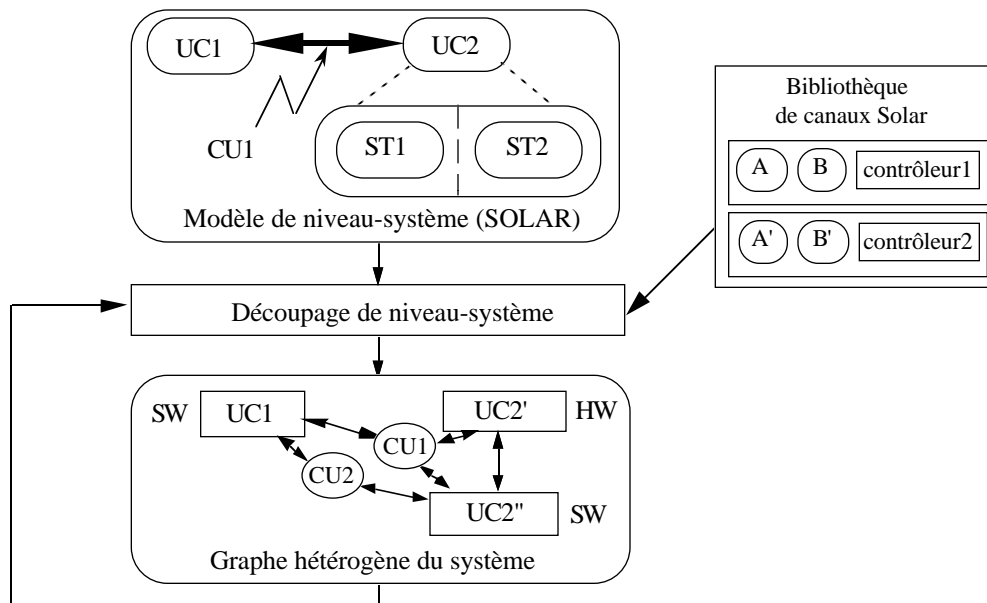 UC1
UC2
CU1
ST1
ST2
Modèle de niveau-système (SOLAR)
Bibliothèque
de canaux Solar
A
B
contrôleur1
A'
B'
contrôleur2
Découpage de niveau-système
SW
UC1
UC2'
HW
CU1
CU2
UC2"
SW
Graphe hétérogène du système